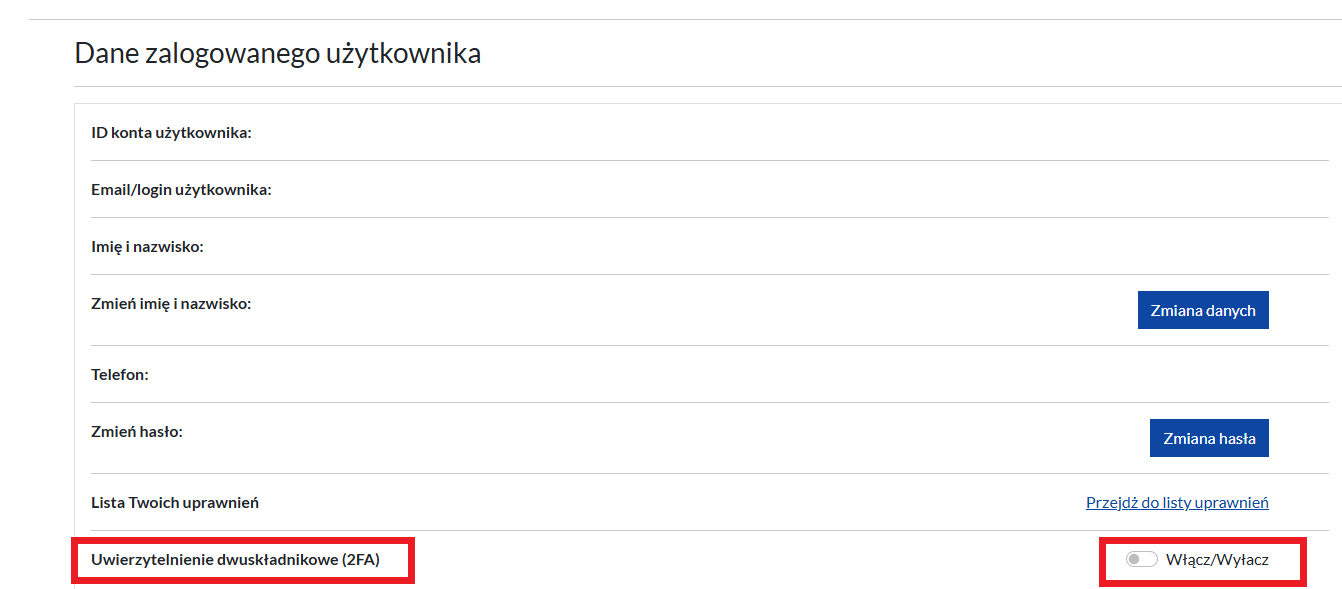 Dane zalogowanego użytkownika
ID konta użytkownika:
Email/login użytkownika:
Imię i nazwisko:
Zmień imię i nazwisko:
Zmiana danych
Telefon:
Zmień hasło:
Zmiana hasła
Lista Twoich uprawnień
Przejdź do listy uprawnień
Uwierzytelnienie dwuskładnikowe (2FA)
Włącz/Wyłacz